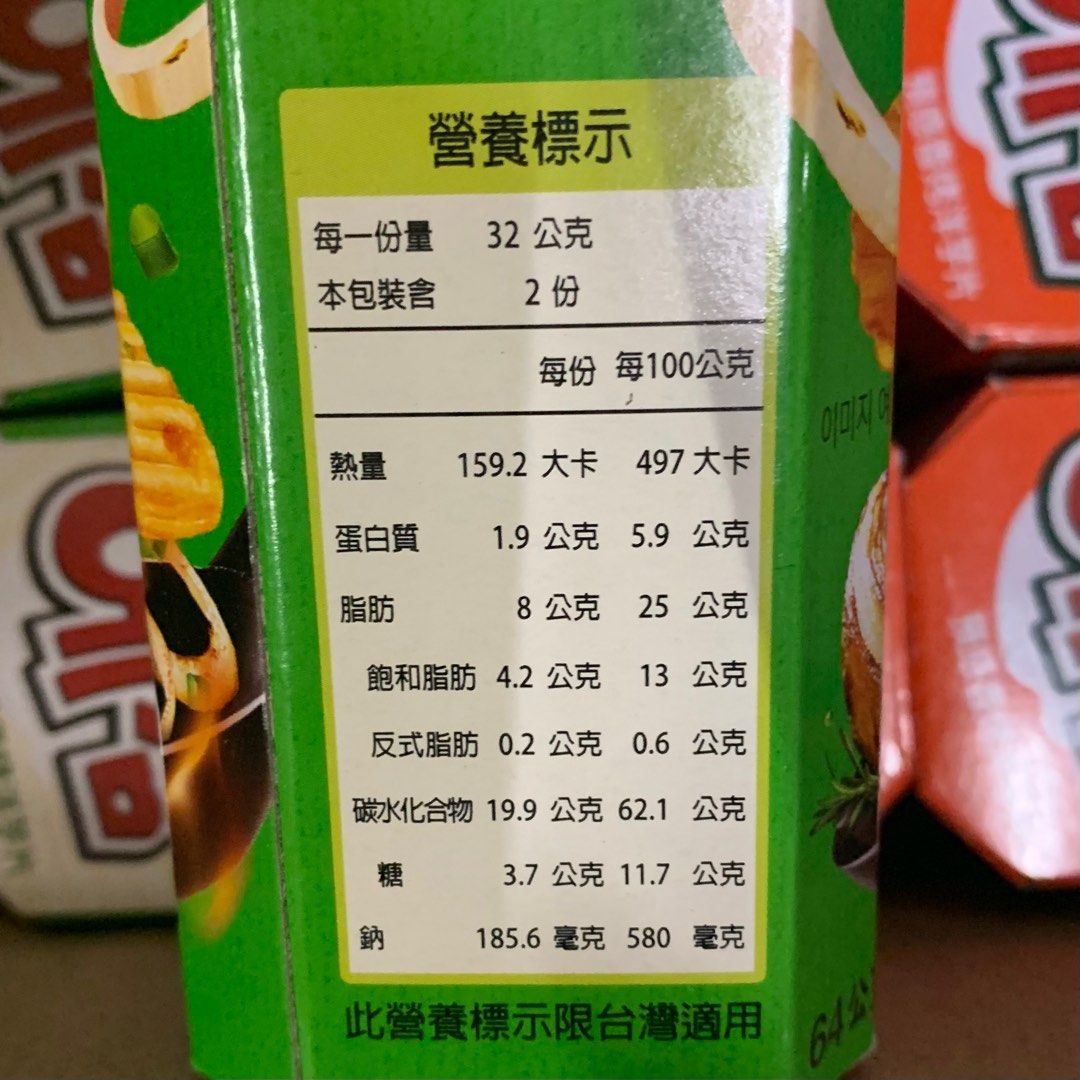 營養標示
每一份量 32 公克
本包裝含 2 份
每份 每100公克
熱量 159.2 大卡 497 大卡
蛋白質 1.9 公克 5.9 公克
脂肪 8 公克 25 公克
飽和脂肪 4.2 公克 13 公克
反式脂肪 0.2 公克 0.6 公克
碳水化合物 19.9 公克 62.1 公克
糖 3.7 公克 11.7 公克
鈉 185.6 毫克 580 毫克
此營養標示限台灣適用
이미지
64公